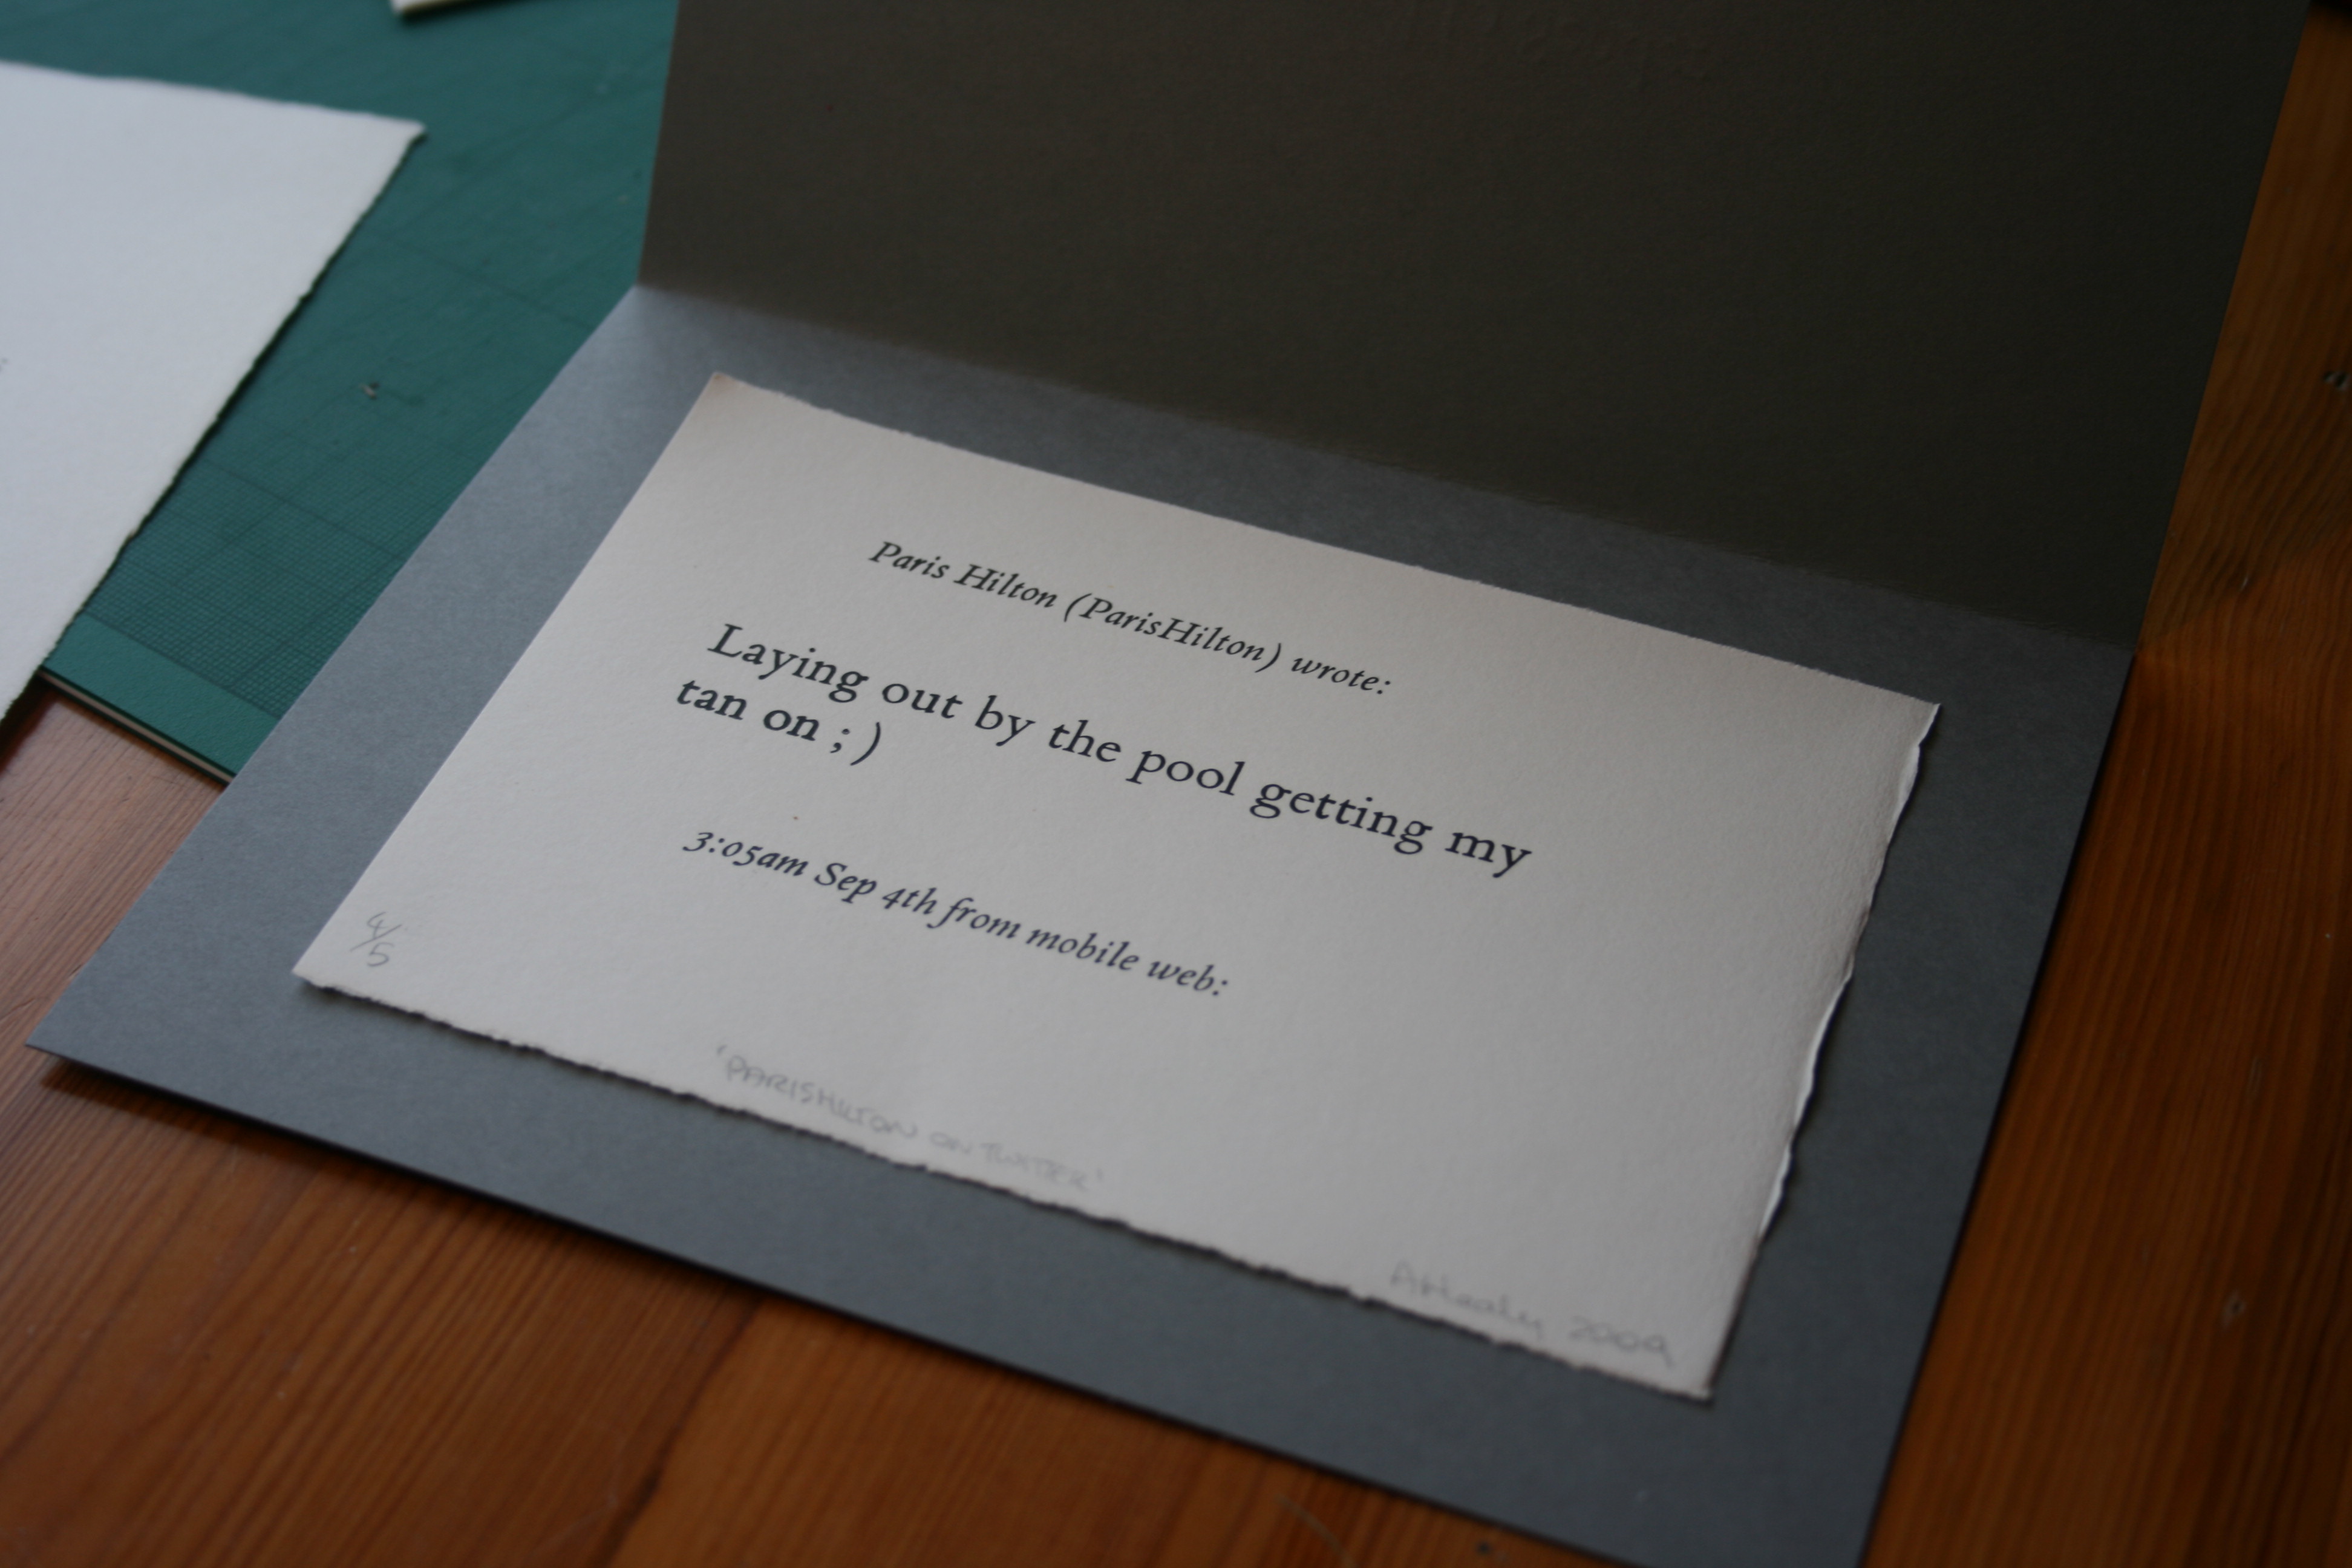 Paris Hilton (ParisHilton) wrote:
Laying out by the pool getting my
tan on ; )
3:05am Sep 4th from mobile web:
4/5
'PARISHILTON ON TWITTER'
AHealy 2009